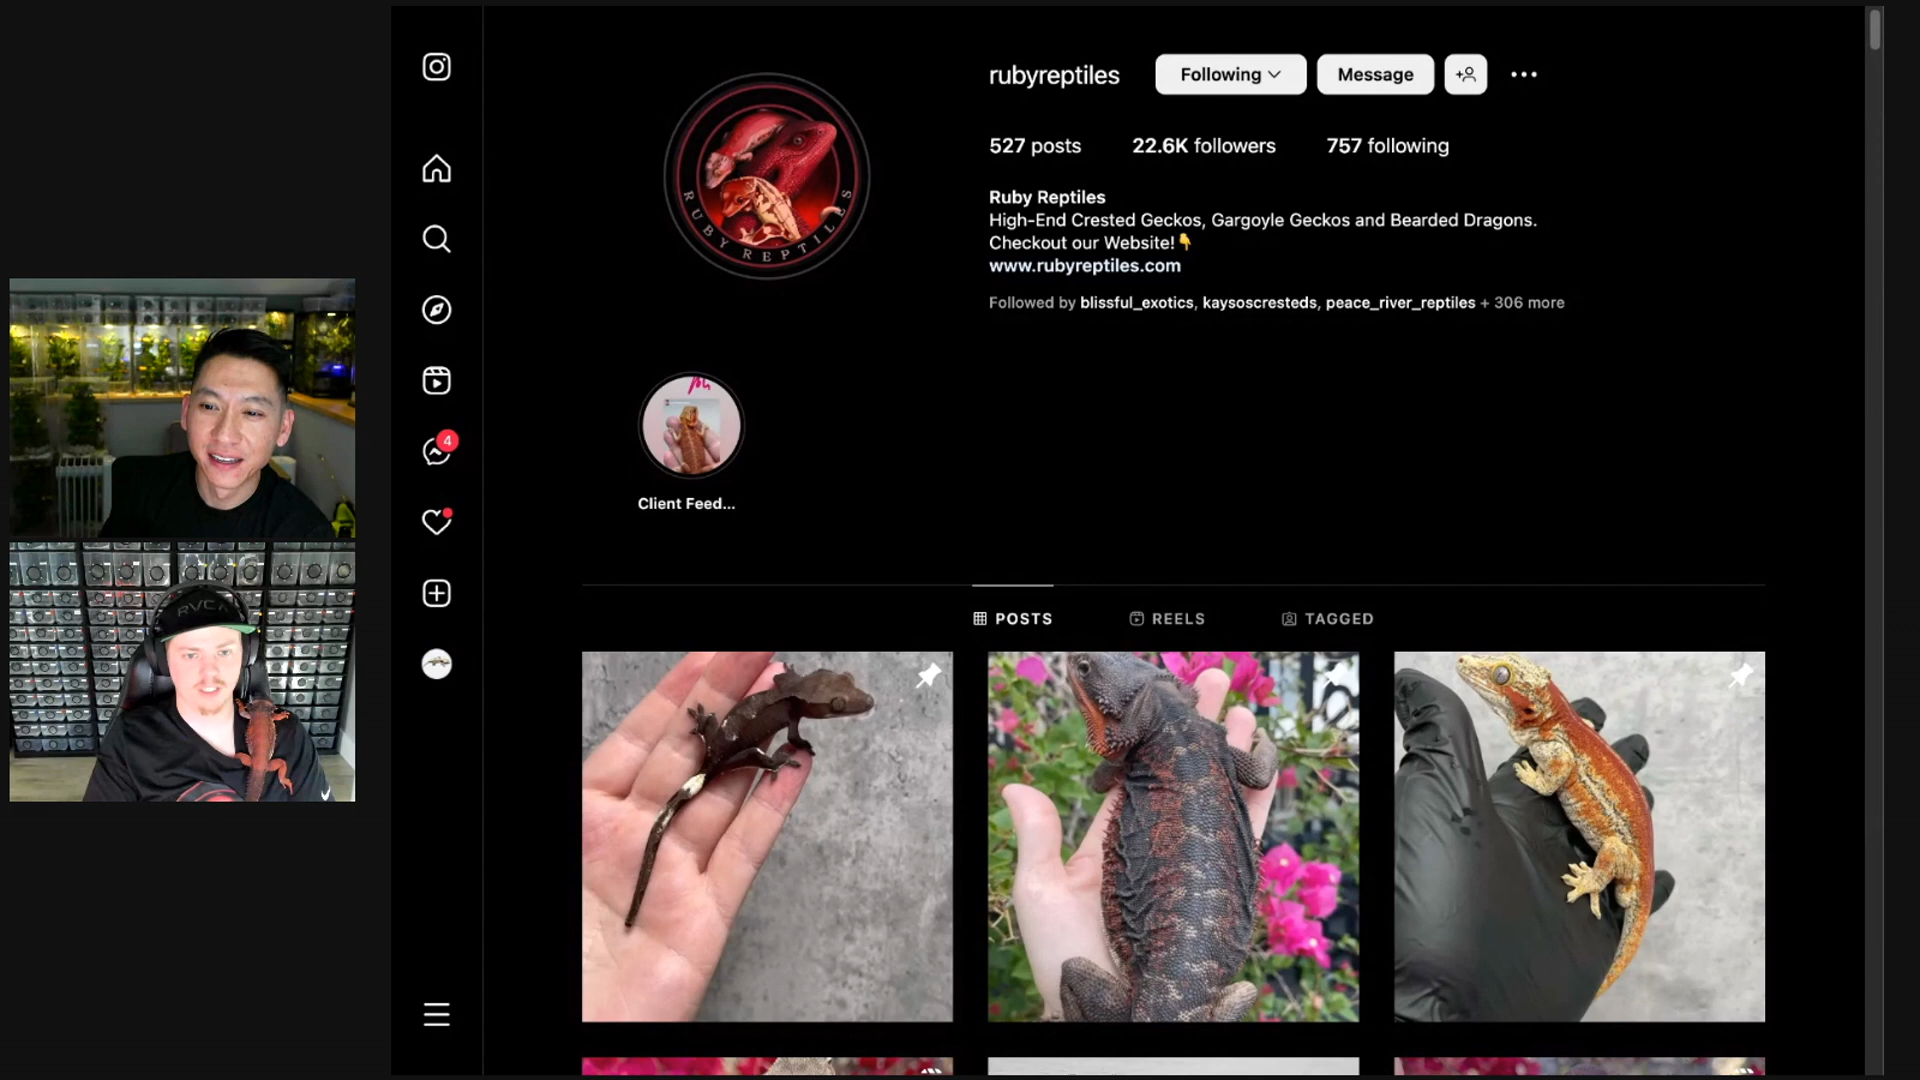 rubyreptiles
Following
Message
527 posts
22.6K followers
757 following
Ruby Reptiles
High-End Crested Geckos, Gargoyle Geckos and Bearded Dragons.
Checkout our Website!👇
www.rubyreptiles.com
Followed by blissful_exotics, kaysoscresteds, peace_river_reptiles + 306 more
RUBY REPTILES
4
Client Feed...
RVCA
POSTS
REELS
TAGGED